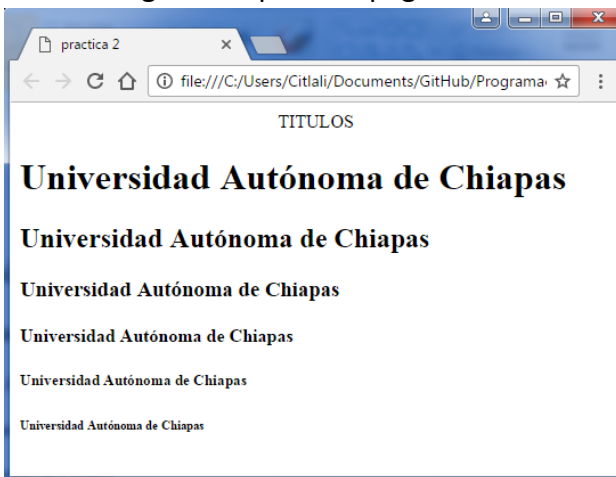 practica 2
file:///C:/Users/Citlali/Documents/GitHub/Programa
TITULOS
Universidad Autónoma de Chiapas
Universidad Autónoma de Chiapas
Universidad Autónoma de Chiapas
Universidad Autónoma de Chiapas
Universidad Autónoma de Chiapas
Universidad Autónoma de Chiapas